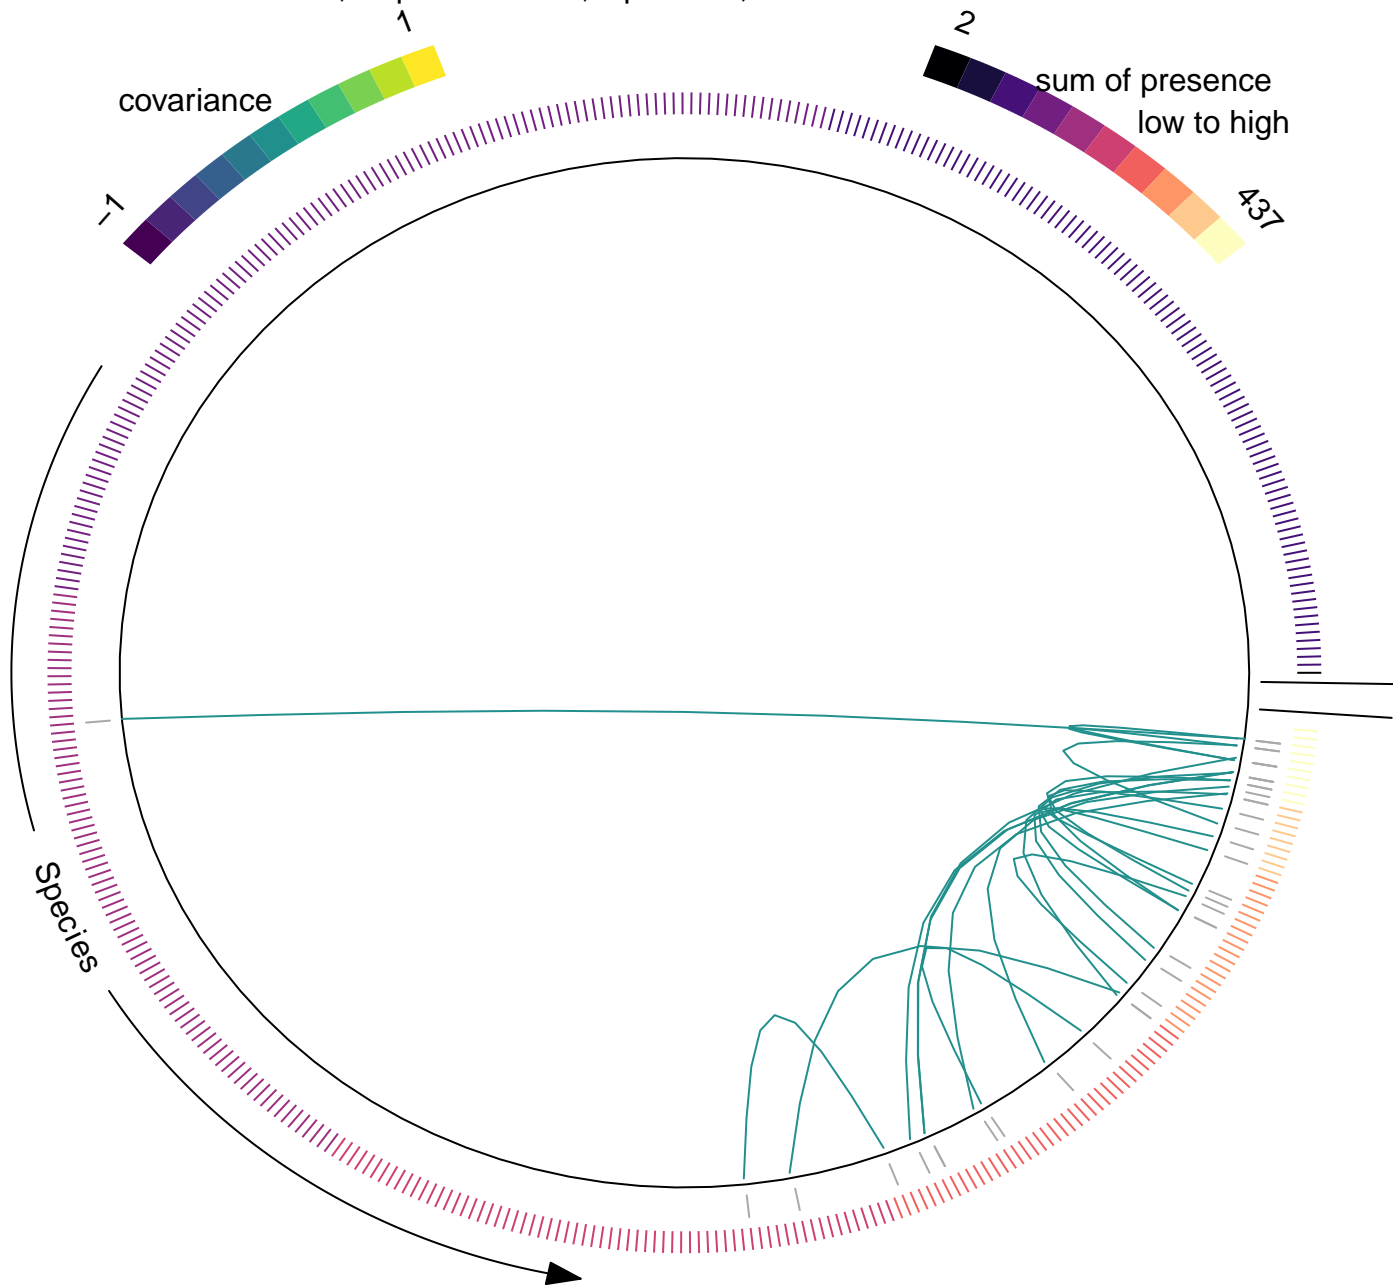 1
2
covariance
sum of presence
low to high
−1
437
Species